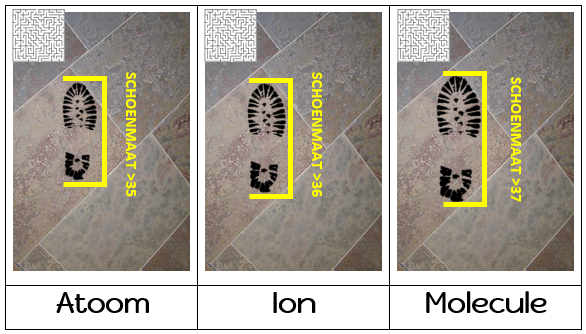 SCHOENMAAT >35
SCHOENMAAT >36
SCHOENMAAT >37
Atoom
Ion
Molecule